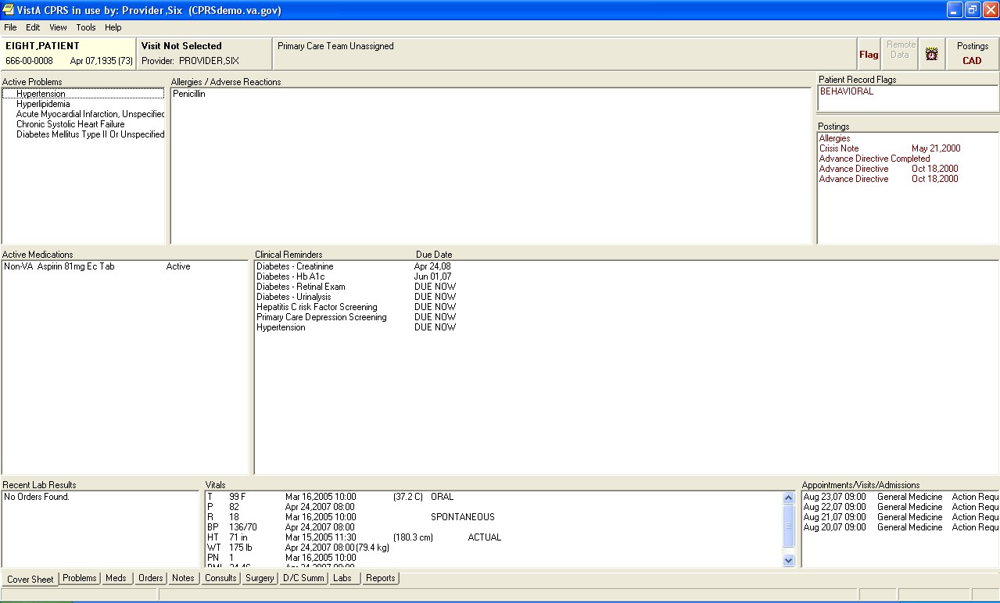 VistA CPRS in use by: Provider,Six (CPRSdemo.va.gov)
File Edit View Tools Help
EIGHT,PATIENT
666-00-0008 Apr 07,1935 (73)
Visit Not Selected
Provider: PROVIDER,SIX
Primary Care Team Unassigned
Flag
Remote
Data
Postings
CAD
Active Problems
Hypertension
Hyperlipidemia
Acute Myocardial Infarction, Unspecified
Chronic Systolic Heart Failure
Diabetes Mellitus Type II Or Unspecified
Allergies / Adverse Reactions
Penicillin
Patient Record Flags
BEHAVIORAL
Postings
Allergies
Crisis Note May 21,2000
Advance Directive Completed
Advance Directive Oct 18,2000
Advance Directive Oct 18,2000
Active Medications
Non-VA Aspirin 81mg Ec Tab Active
Clinical Reminders Due Date
Diabetes - Creatinine Apr 24,08
Diabetes - Hb A1c Jun 01,07
Diabetes - Retinal Exam DUE NOW
Diabetes - Urinalysis DUE NOW
Hepatitis C risk Factor Screening DUE NOW
Primary Care Depression Screening DUE NOW
Hypertension DUE NOW
Recent Lab Results
No Orders Found.
Vitals
T 99 F Mar 16,2005 10:00 (37.2 C) ORAL
P 82 Apr 24,2007 08:00
R 18 Mar 16,2005 10:00 SPONTANEOUS
BP 136/70 Apr 24,2007 08:00
HT 71 in Mar 15,2005 11:30 (180.3 cm) ACTUAL
WT 175 lb Apr 24,2007 08:00 (79.4 kg)
PN 1 Mar 16,2005 10:00
Appointments/Visits/Admissions
Aug 23,07 09:00 General Medicine Action Requ
Aug 22,07 09:00 General Medicine Action Requ
Aug 21,07 09:00 General Medicine Action Requ
Aug 20,07 09:00 General Medicine Action Requ
Cover Sheet Problems Meds Orders Notes Consults Surgery D/C Summ Labs Reports